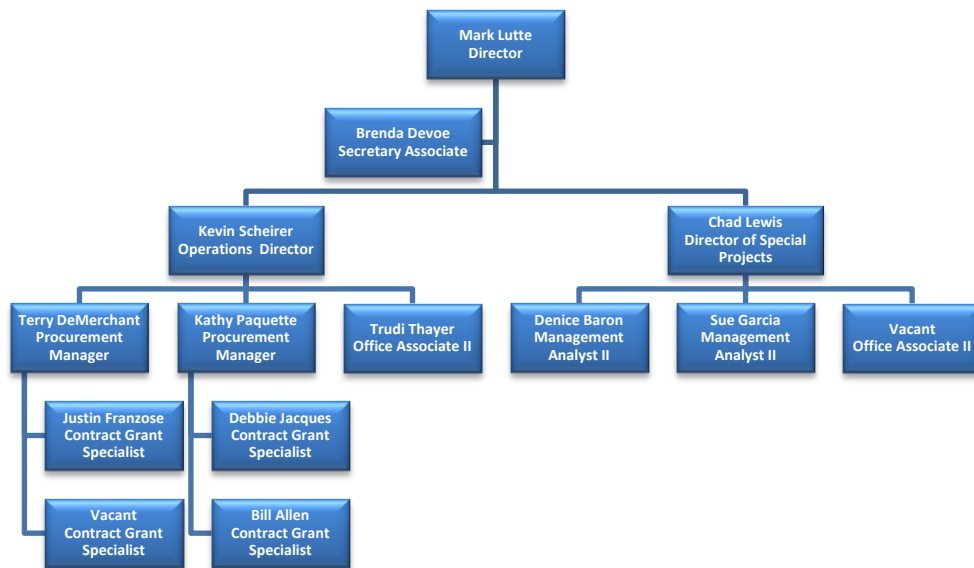 Mark Lutte
Director
Brenda Devoe
Secretary Associate
Kevin Scheirer
Operations  Director
Chad Lewis
Director of Special
Projects
Terry DeMerchant
Procurement
Manager
Kathy Paquette
Procurement
Manager
Trudi Thayer
Office Associate II
Denice Baron
Management
Analyst II
Sue Garcia
Management
Analyst II
Vacant
Office Associate II
Justin Franzose
Contract Grant
Specialist
Debbie Jacques
Contract Grant
Specialist
Vacant
Contract Grant
Specialist
Bill Allen
Contract Grant
Specialist